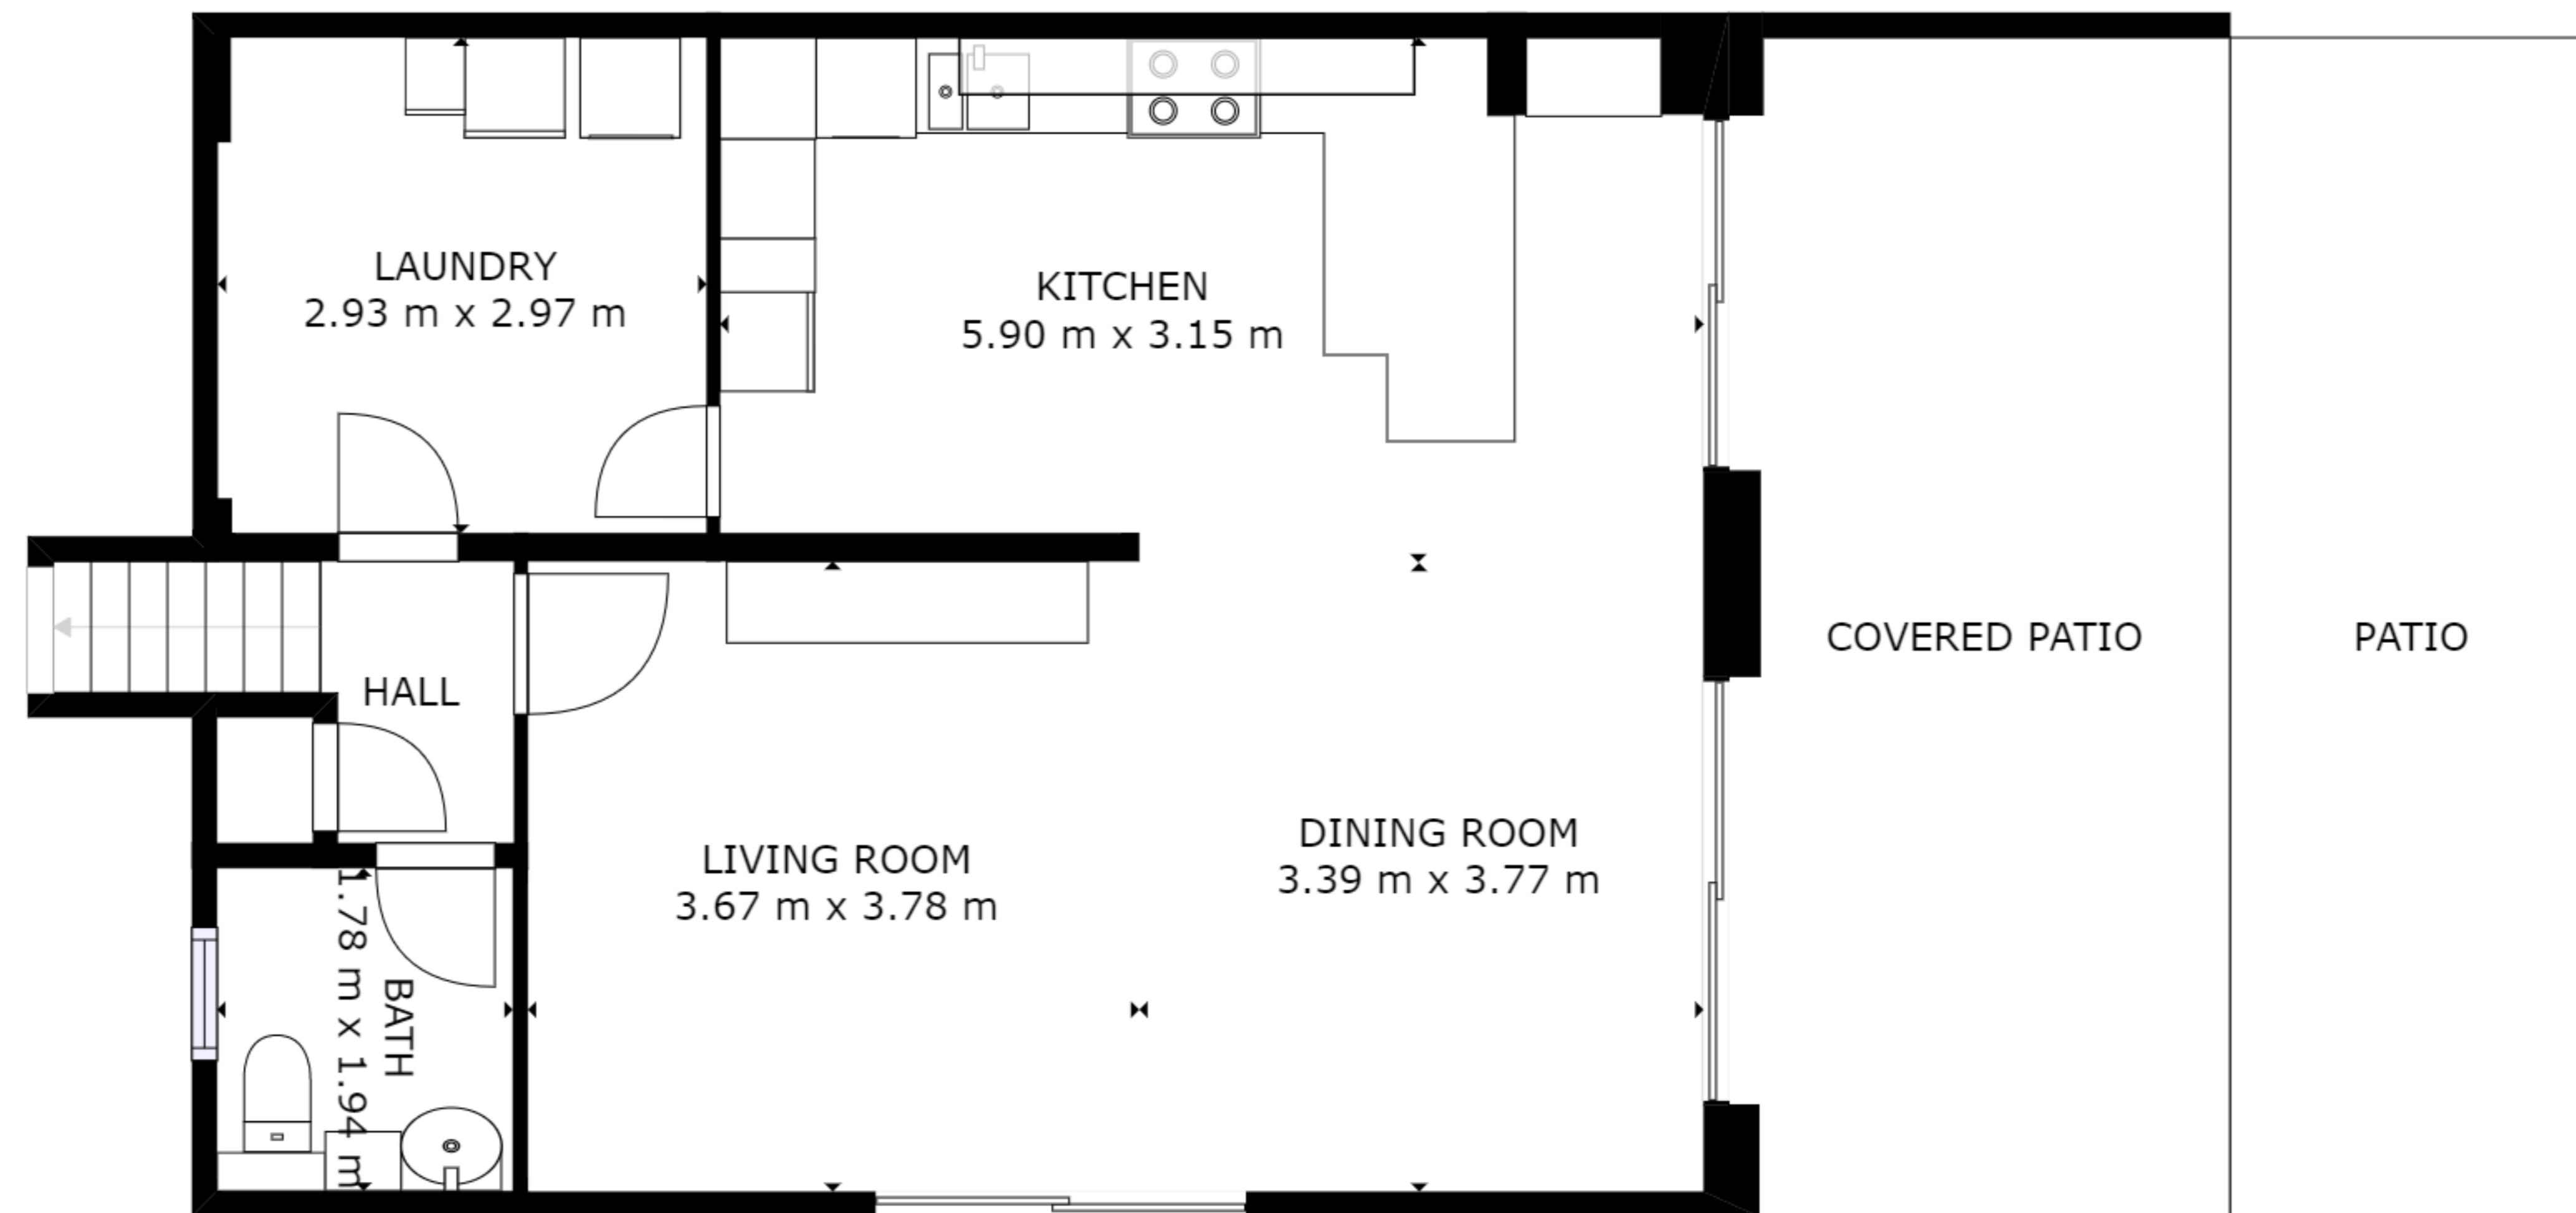 LAUNDRY
2.93 m x 2.97 m
KITCHEN
5.90 m x 3.15 m
HALL
COVERED PATIO
PATIO
LIVING ROOM
3.67 m x 3.78 m
DINING ROOM
3.39 m x 3.77 m
BATH
1.78 m x 1.94 m